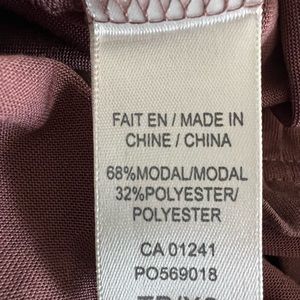 FAIT EN / MADE IN
CHINE / CHINA
68%MODAL/MODAL
32%POLYESTER/
POLYESTER
CA 01241
PO569018